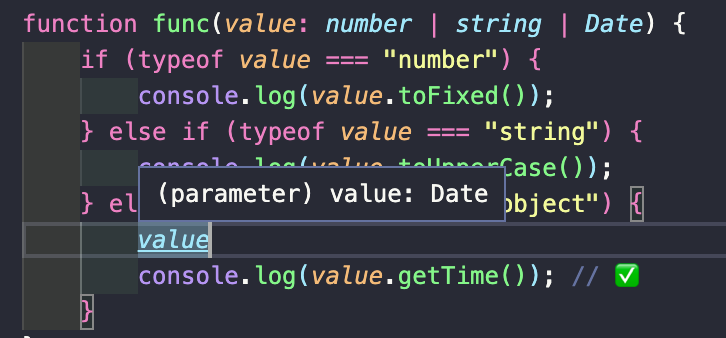 function func(value: number | string | Date) {
if (typeof value === "number") {
console.log(value.toFixed());
} else if (typeof value === "string") {
console.log(value.toUpperCase());
(parameter) value: Date
} el object") {
value
console.log(value.getTime()); // ✅
}